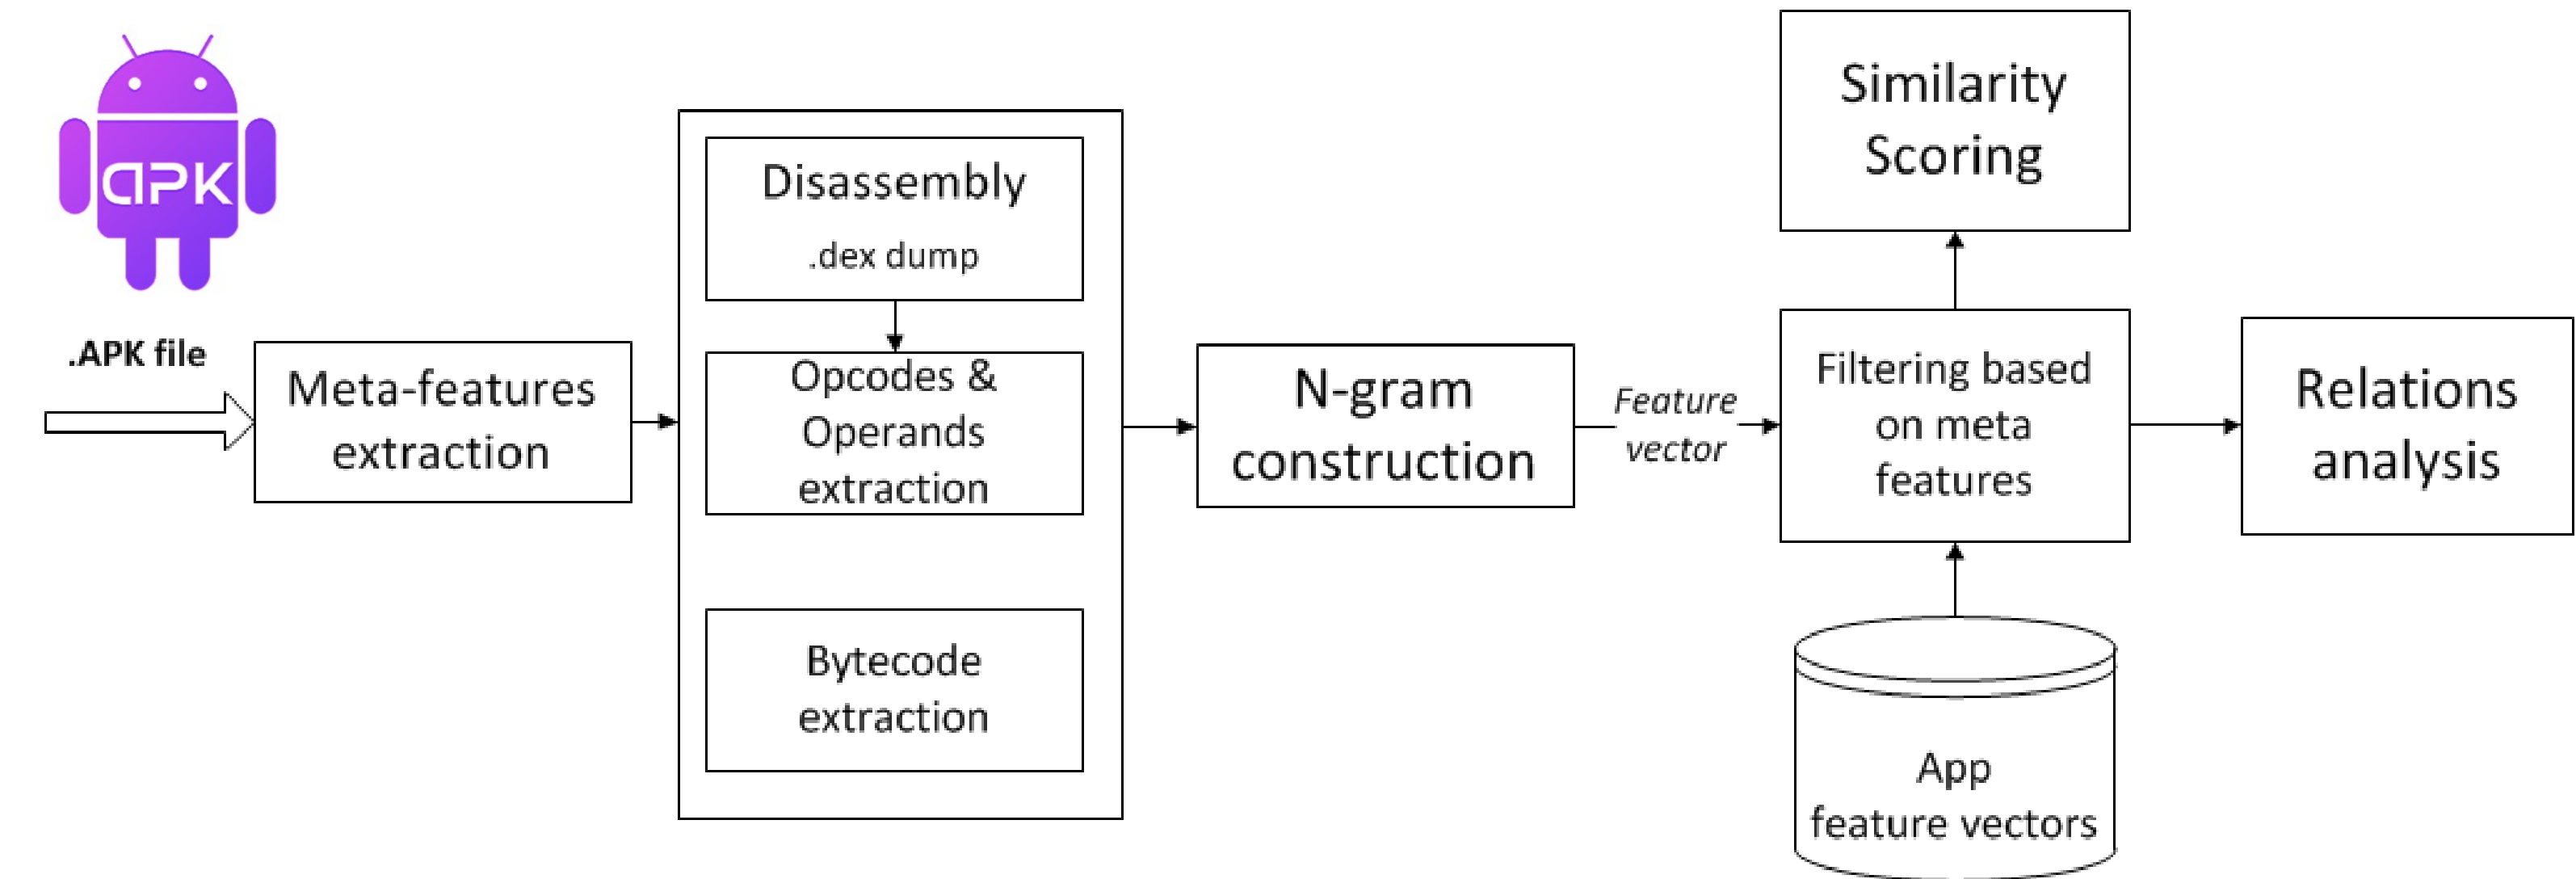 APK
.APK file
Meta-features
extraction
Disassembly
.dex dump
Opcodes &
Operands
extraction
Bytecode
extraction
N-gram
construction
Feature
vector
Similarity
Scoring
Filtering based
on meta
features
App
feature vectors
Relations
analysis